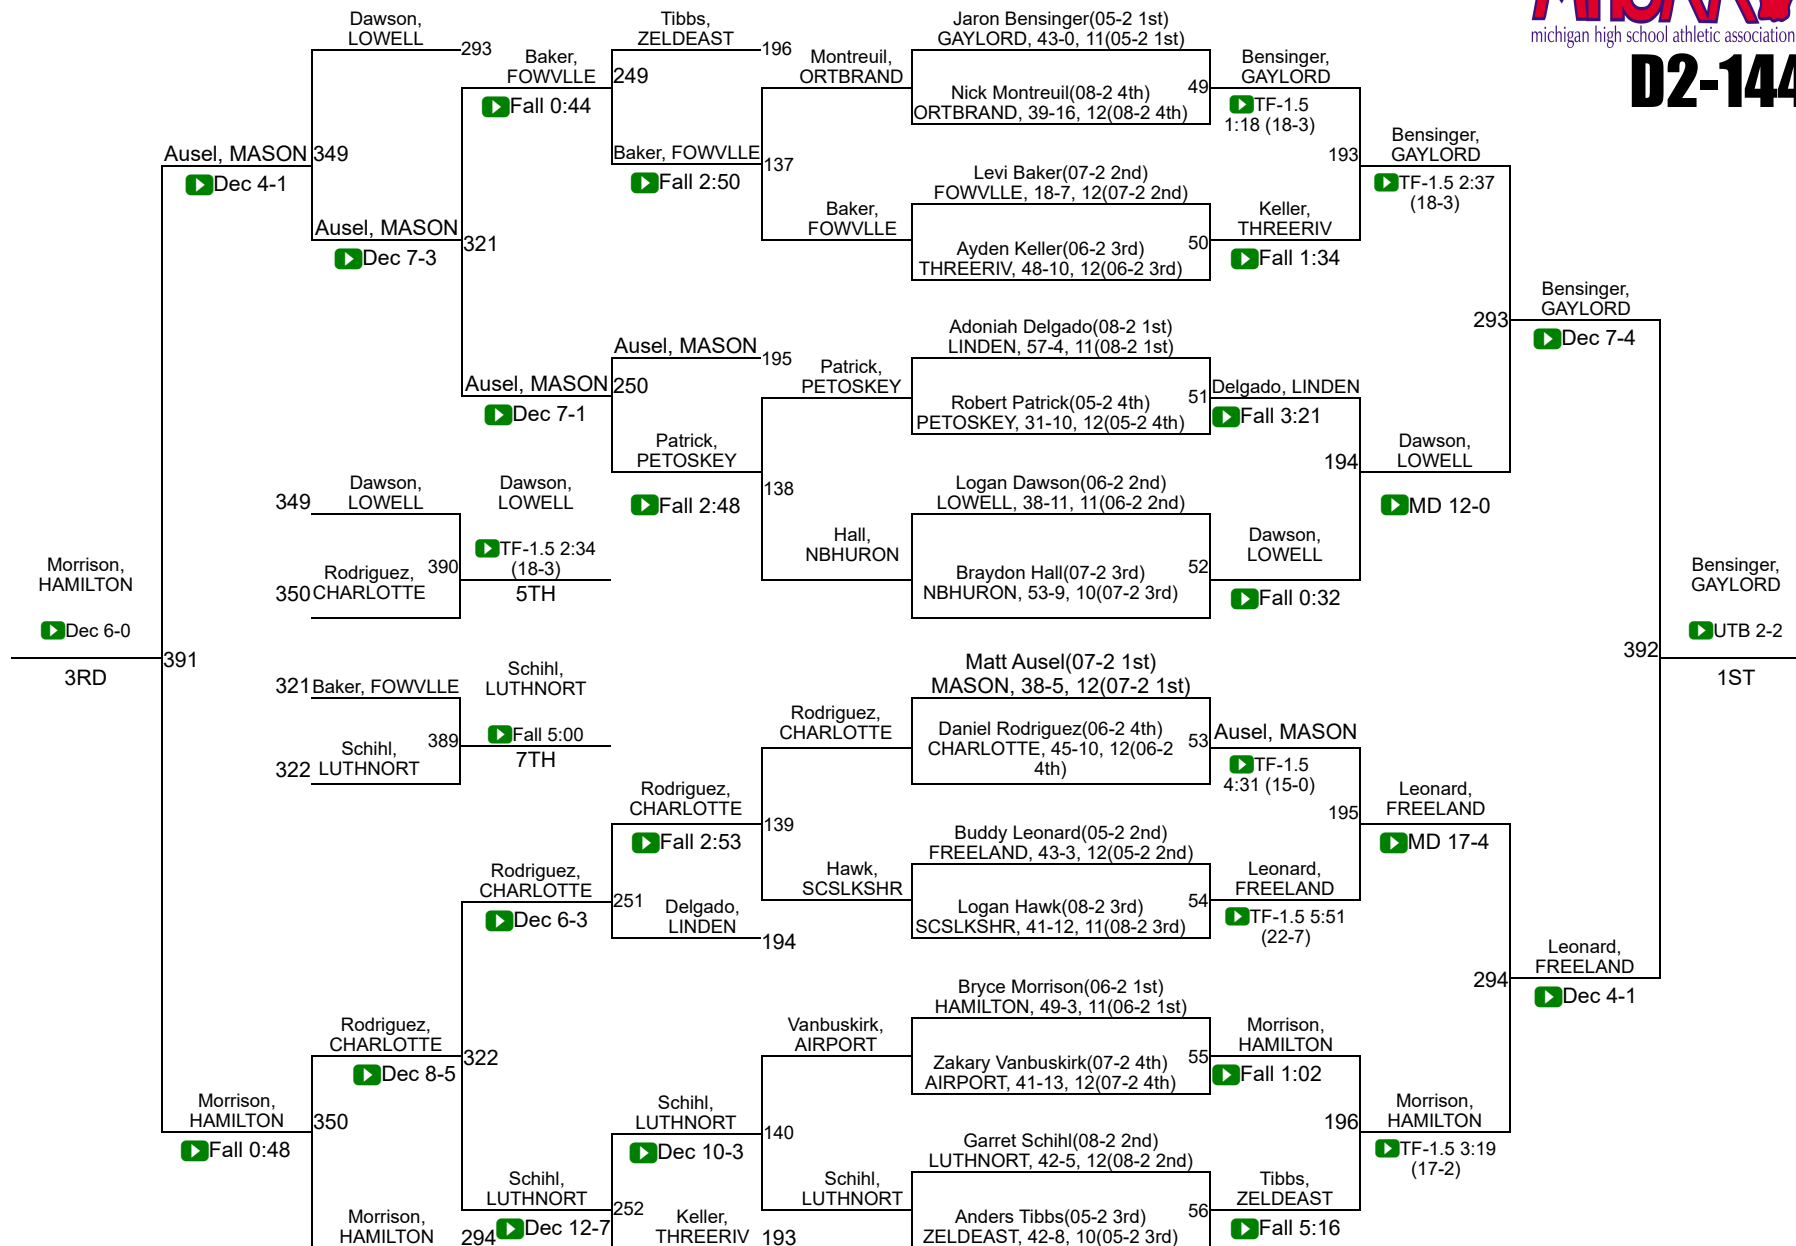 MHSAA
michigan high school athletic association
D2-144
Dawson,
LOWELL
293
Baker,
FOWVLLE
Fall 0:44
Tibbs,
ZELDEAST
196
249
Montreuil,
ORTBRAND
Jaron Bensinger(05-2 1st)
GAYLORD, 43-0, 11(05-2 1st)
Nick Montreuil(08-2 4th)
ORTBRAND, 39-16, 12(08-2 4th)
49
Bensinger,
GAYLORD
TF-1.5
1:18 (18-3)
Ausel, MASON
349
Dec 4-1
Baker, FOWVLLE
137
Fall 2:50
Levi Baker(07-2 2nd)
FOWVLLE, 18-7, 12(07-2 2nd)
193
Bensinger,
GAYLORD
TF-1.5 2:37
(18-3)
Ausel, MASON
321
Dec 7-3
Baker,
FOWVLLE
Ayden Keller(06-2 3rd)
THREERIV, 48-10, 12(06-2 3rd)
50
Keller,
THREERIV
Fall 1:34
Bensinger,
GAYLORD
293
Dec 7-4
Ausel, MASON
195
Ausel, MASON
250
Dec 7-1
Patrick,
PETOSKEY
Adoniah Delgado(08-2 1st)
LINDEN, 57-4, 11(08-2 1st)
Robert Patrick(05-2 4th)
PETOSKEY, 31-10, 12(05-2 4th)
51
Delgado, LINDEN
Fall 3:21
Patrick,
PETOSKEY
138
Fall 2:48
194
Dawson,
LOWELL
MD 12-0
349
Dawson,
LOWELL
Dawson,
LOWELL
390
TF-1.5 2:34
(18-3)
5TH
350
Rodriguez,
CHARLOTTE
Hall,
NBHURON
Logan Dawson(06-2 2nd)
LOWELL, 38-11, 11(06-2 2nd)
Braydon Hall(07-2 3rd)
NBHURON, 53-9, 10(07-2 3rd)
52
Dawson,
LOWELL
Fall 0:32
Morrison,
HAMILTON
Dec 6-0
3RD
391
Bensinger,
GAYLORD
UTB 2-2
392
1ST
321
Baker, FOWVLLE
Schihl,
LUTHNORT
389
Fall 5:00
7TH
322
Schihl,
LUTHNORT
Rodriguez,
CHARLOTTE
Matt Ausel(07-2 1st)
MASON, 38-5, 12(07-2 1st)
Daniel Rodriguez(06-2 4th)
CHARLOTTE, 45-10, 12(06-2
4th)
53
Ausel, MASON
TF-1.5
4:31 (15-0)
Rodriguez,
CHARLOTTE
139
Fall 2:53
195
Leonard,
FREELAND
MD 17-4
Rodriguez,
CHARLOTTE
251
Dec 6-3
Delgado,
LINDEN
194
Hawk,
SCSLKSHR
Buddy Leonard(05-2 2nd)
FREELAND, 43-3, 12(05-2 2nd)
Logan Hawk(08-2 3rd)
SCSLKSHR, 41-12, 11(08-2 3rd)
54
Leonard,
FREELAND
TF-1.5 5:51
(22-7)
294
Leonard,
FREELAND
Dec 4-1
Rodriguez,
CHARLOTTE
322
Dec 8-5
Vanbuskirk,
AIRPORT
Bryce Morrison(06-2 1st)
HAMILTON, 49-3, 11(06-2 1st)
Zakary Vanbuskirk(07-2 4th)
AIRPORT, 41-13, 12(07-2 4th)
55
Morrison,
HAMILTON
Fall 1:02
Morrison,
HAMILTON
350
Fall 0:48
Schihl,
LUTHNORT
140
Dec 10-3
196
Morrison,
HAMILTON
TF-1.5 3:19
(17-2)
Morrison,
HAMILTON
294
Schihl,
LUTHNORT
252
Dec 12-7
Keller,
THREERIV
193
Schihl,
LUTHNORT
Garret Schihl(08-2 2nd)
LUTHNORT, 42-5, 12(08-2 2nd)
Anders Tibbs(05-2 3rd)
ZELDEAST, 42-8, 10(05-2 3rd)
56
Tibbs,
ZELDEAST
Fall 5:16